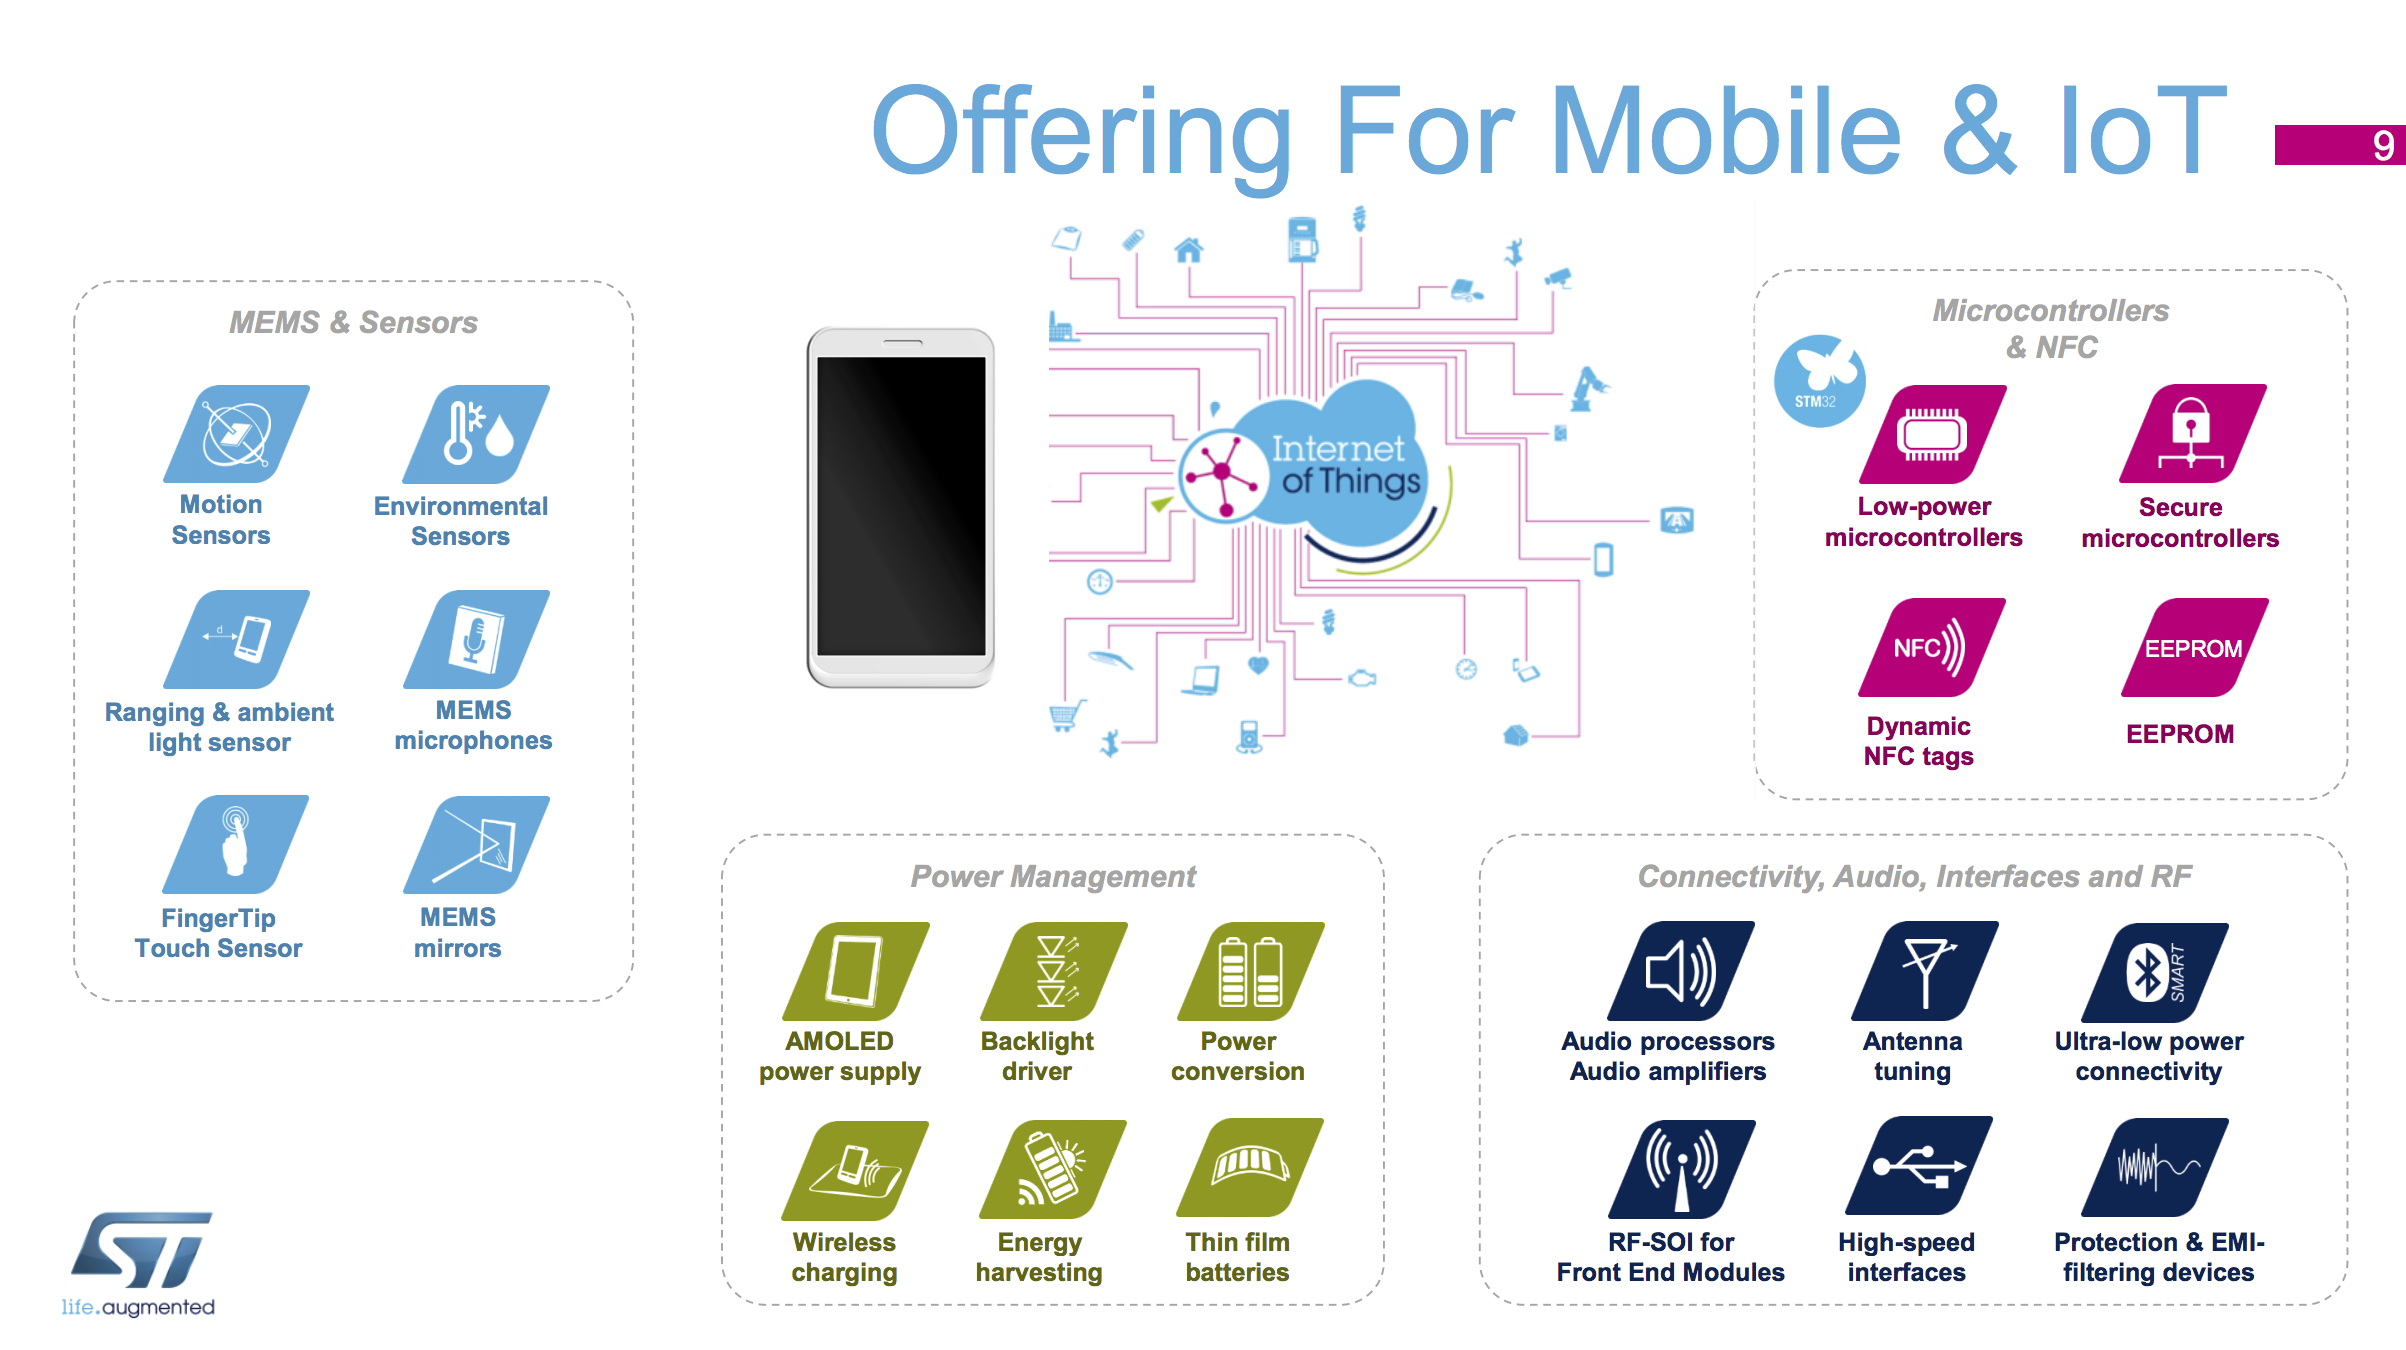 Offering For Mobile & IoT
9
MEMS & Sensors
Motion
Sensors
Environmental
Sensors
d
Ranging & ambient
light sensor
MEMS
microphones
FingerTip
Touch Sensor
MEMS
mirrors
Internet
of Things
Microcontrollers
& NFC
STM32
Low-power
microcontrollers
Secure
microcontrollers
NFC
Dynamic
NFC tags
EEPROM
EEPROM
Power Management
AMOLED
power supply
Backlight
driver
Power
conversion
Wireless
charging
Energy
harvesting
Thin film
batteries
Connectivity, Audio, Interfaces and RF
Audio processors
Audio amplifiers
Antenna
tuning
SMART
Ultra-low power
connectivity
RF-SOI for
Front End Modules
High-speed
interfaces
Protection & EMI-
filtering devices
ST
life.augmented